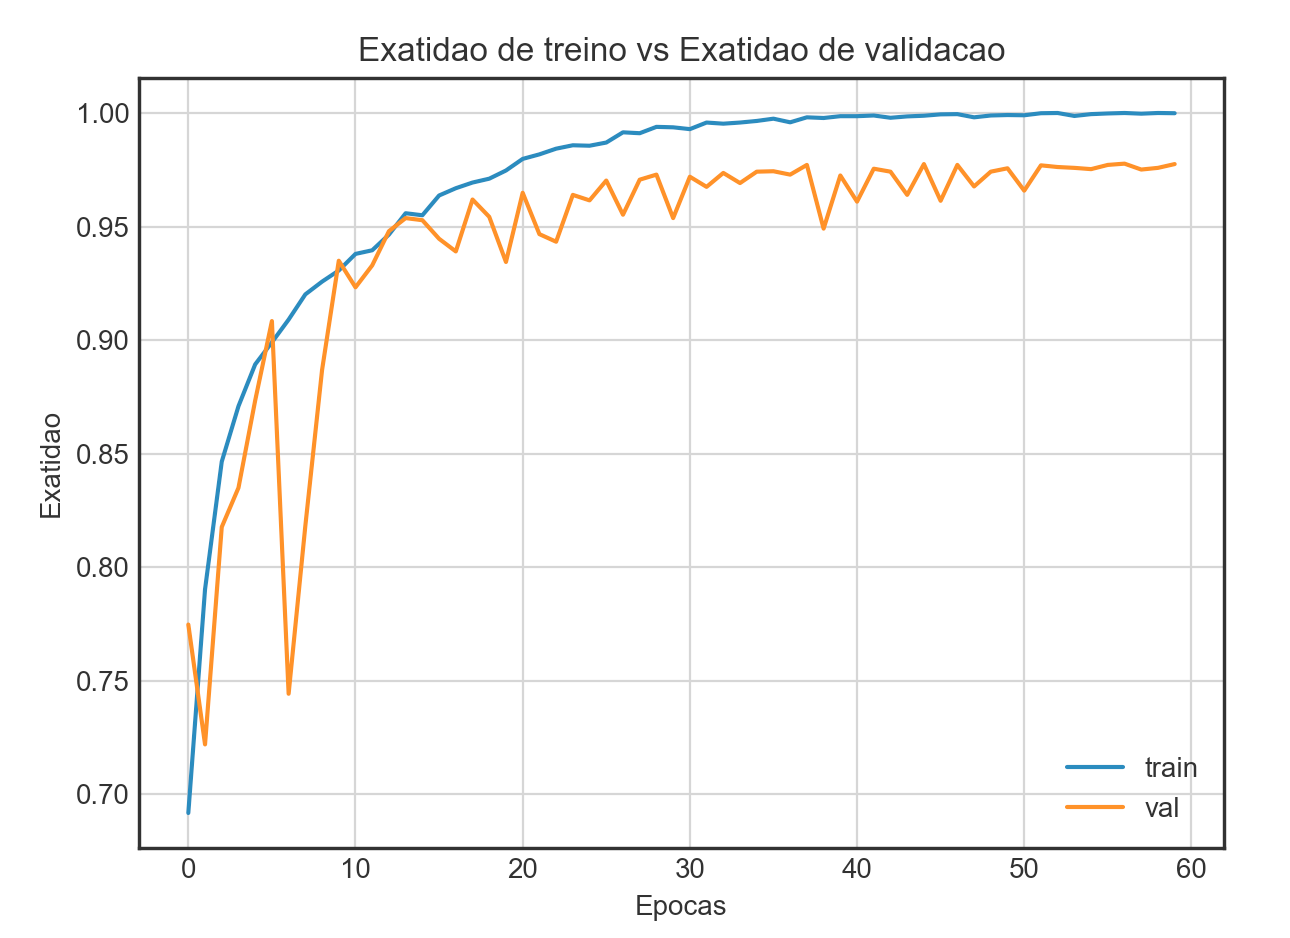 Exatidao de treino vs Exatidao de validacao
1.00
0.95
0.90
0.85
0.80
0.75
0.70
Exatidao
train
val
0 10 20 30 40 50 60
Epocas